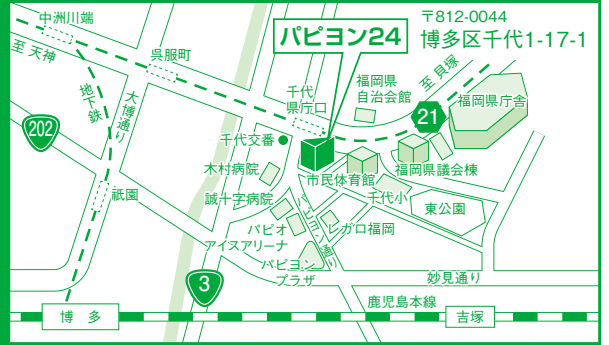 〒812-0044
博多区千代1-17-1
パピヨン24
中洲川端
至 天神
呉服町
地下鉄
大博通り
202
祇園
千代
県庁口
福岡県
自治会館
至 貝塚
21
福岡県庁舎
千代交番
木村病院
市民体育館
福岡県議会棟
誠十字病院
千代小
東公園
パピヨン通り
パピオ
アイスアリーナ
レガロ福岡
パピヨン
プラザ
3
妙見通り
鹿児島本線
博多
吉塚